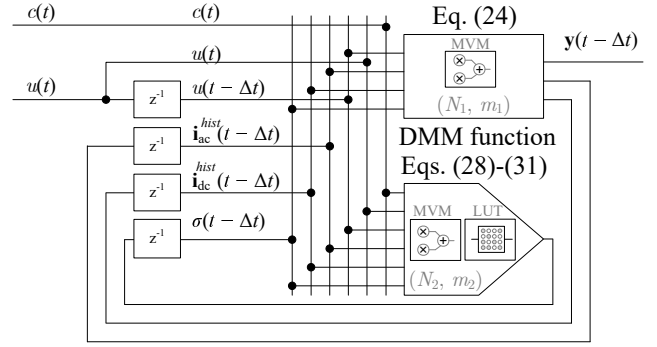 c(t) c(t) Eq. (24)
u(t) MVM y(t − Δt)
u(t) z⁻¹ u(t − Δt) (N₁, m₁)
z⁻¹ i_ac^hist(t − Δt) DMM function
z⁻¹ i_dc^hist(t − Δt) Eqs. (28)-(31)
z⁻¹ σ(t − Δt) MVM LUT
(N₂, m₂)